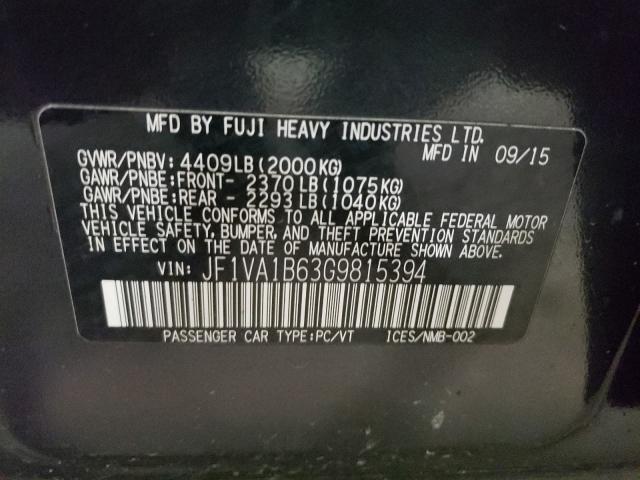 MFD BY FUJI HEAVY INDUSTRIES LTD.
MFD IN 09/15
GVWR/PNBV: 4409LB(2000KG)
GAWR/PNBE:FRONT- 2370LB(1075KG)
GAWR/PNBE:REAR - 2293LB(1040KG)
THIS VEHICLE CONFORMS TO ALL APPLICABLE FEDERAL MOTOR
VEHICLE SAFETY, BUMPER, AND THEFT PREVENTION STANDARDS
IN EFFECT ON THE DATE OF MANUFACTURE SHOWN ABOVE.
VIN: JF1VA1B63G9815394
PASSENGER CAR TYPE:PC/VT ICES/NMB-002